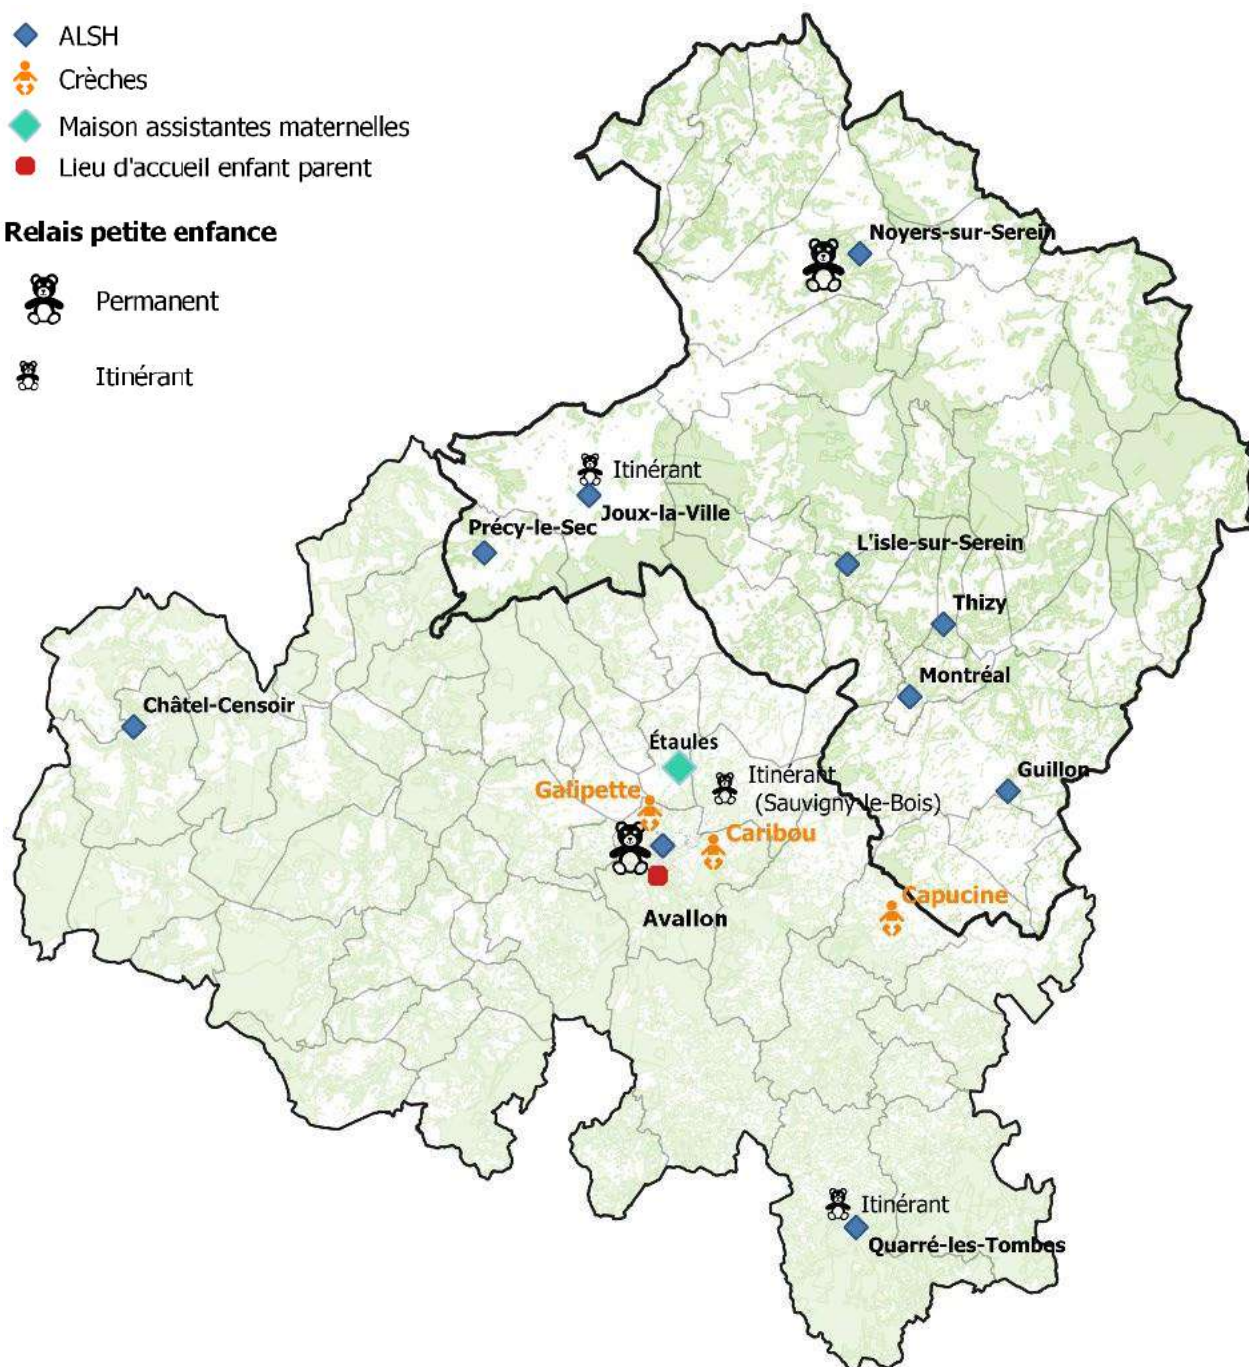 ALSH
Crèches
Maison assistantes maternelles
Lieu d'accueil enfant parent
Relais petite enfance
Permanent
Itinérant
Noyers-sur-Serein
Itinérant
Joux-la-Ville
Précy-le-Sec
L'isle-sur-Serein
Thizy
Montréal
Châtel-Censoir
Étaules
Itinérant
(Sauvigny-le-Bois)
Guillon
Galipette
Caribou
Capucine
Avallon
Itinérant
Quarré-les-Tombes